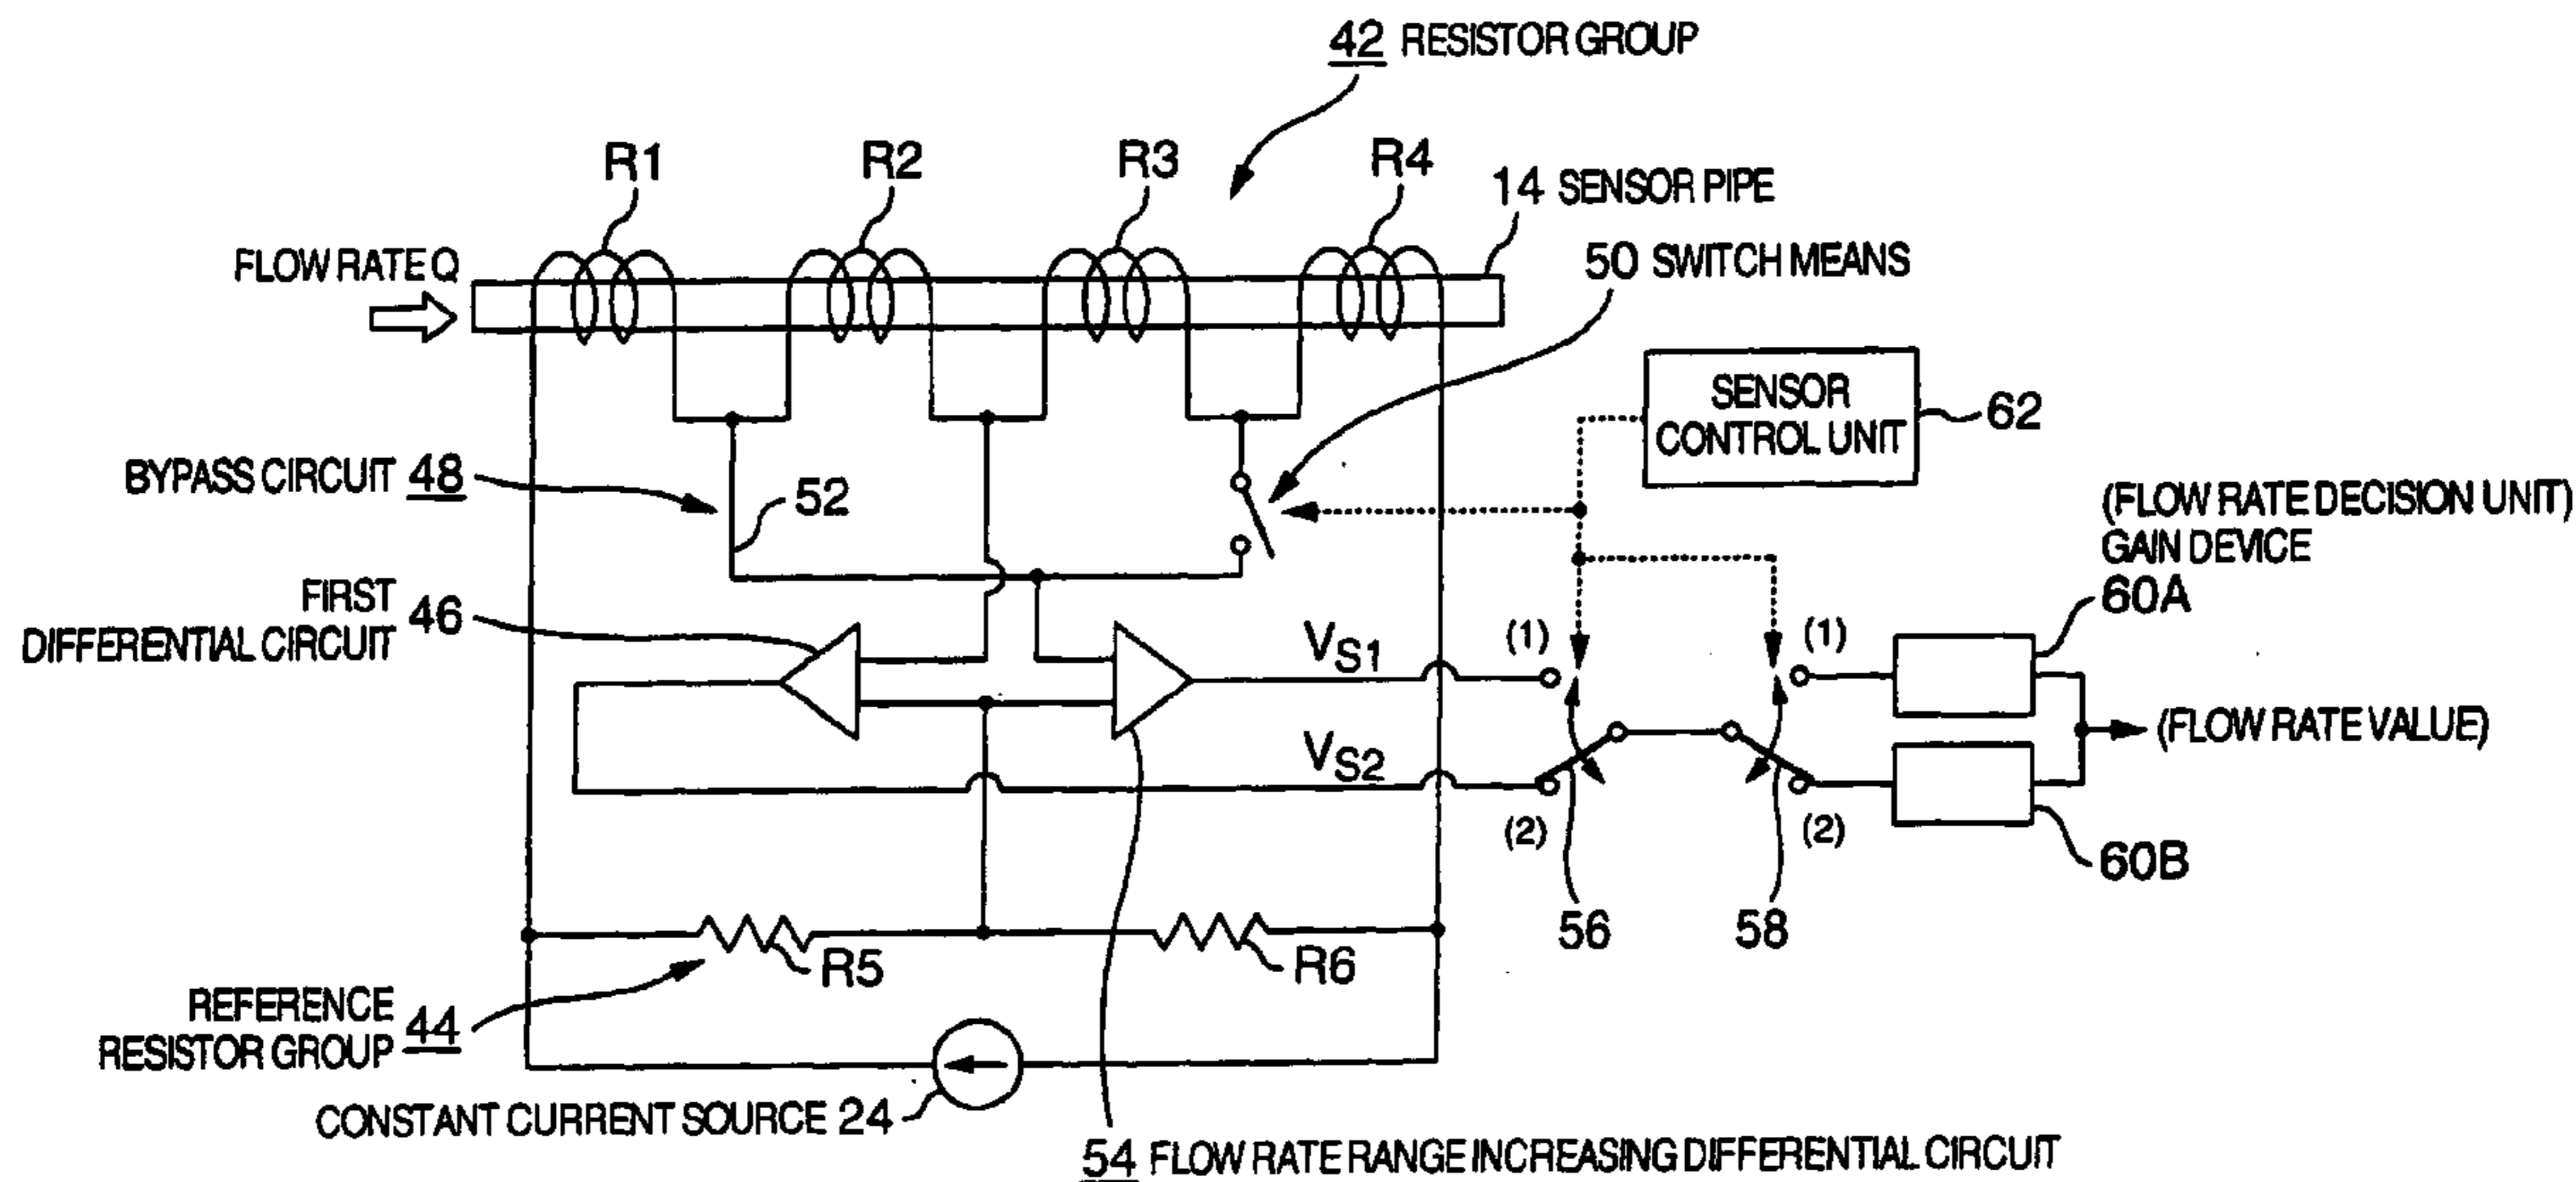 42 RESISTOR GROUP
R1
R2
R3
R4
14 SENSOR PIPE
FLOW RATE Q
50 SWITCH MEANS
SENSOR
CONTROL UNIT
62
BYPASS CIRCUIT 48
52
(FLOW RATE DECISION UNIT)
GAIN DEVICE
60A
FIRST
DIFFERENTIAL CIRCUIT 46
VS1
(1)
(1)
(FLOW RATE VALUE)
VS2
(2)
(2)
60B
56
58
R5
R6
REFERENCE
RESISTOR GROUP 44
CONSTANT CURRENT SOURCE 24
54 FLOW RATE RANGE INCREASING DIFFERENTIAL CIRCUIT